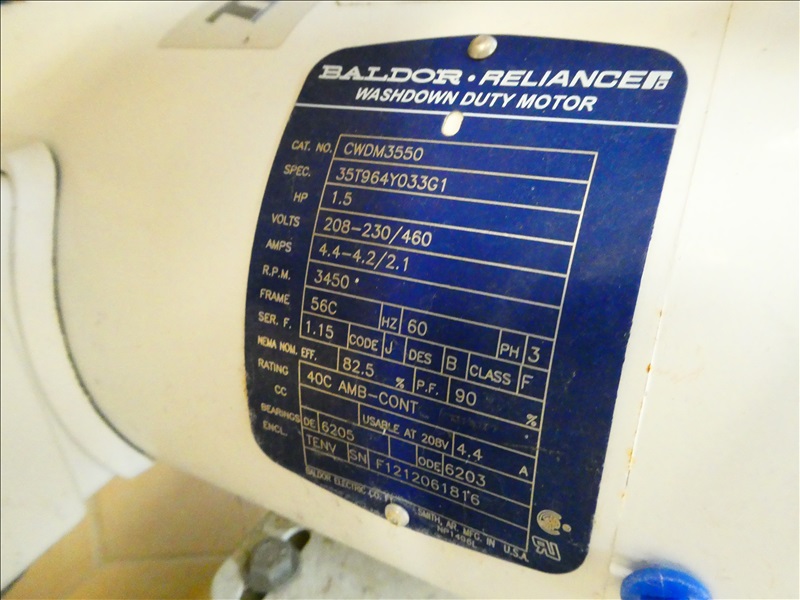 BALDOR • RELIANCE
WASHDOWN DUTY MOTOR
CAT. NO. CWDM3550
SPEC. 35T964Y033G1
HP 1.5
VOLTS 208-230/460
AMPS 4.4-4.2/2.1
R.P.M. 3450
FRAME 56C HZ 60 PH 3
SER. F. 1.15 CODE J DES B CLASS F
NEMA NOM. EFF. 82.5 % P.F. 90 %
RATING 40C AMB-CONT
CC USABLE AT 208V 4.4 A
BEARINGS DE 6205 ODE 6203
ENCL. TENV SN F1212061816
BALDOR ELECTRIC CO. FT. SMITH, AR. MFG. IN U.S.A.
NP1496L